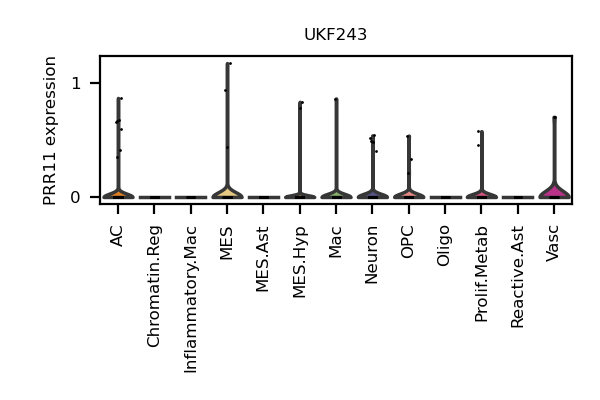 UKF243
PRR11 expression
1
0
AC
Chromatin.Reg
Inflammatory.Mac
MES
MES.Ast
MES.Hyp
Mac
Neuron
OPC
Oligo
Prolif.Metab
Reactive.Ast
Vasc